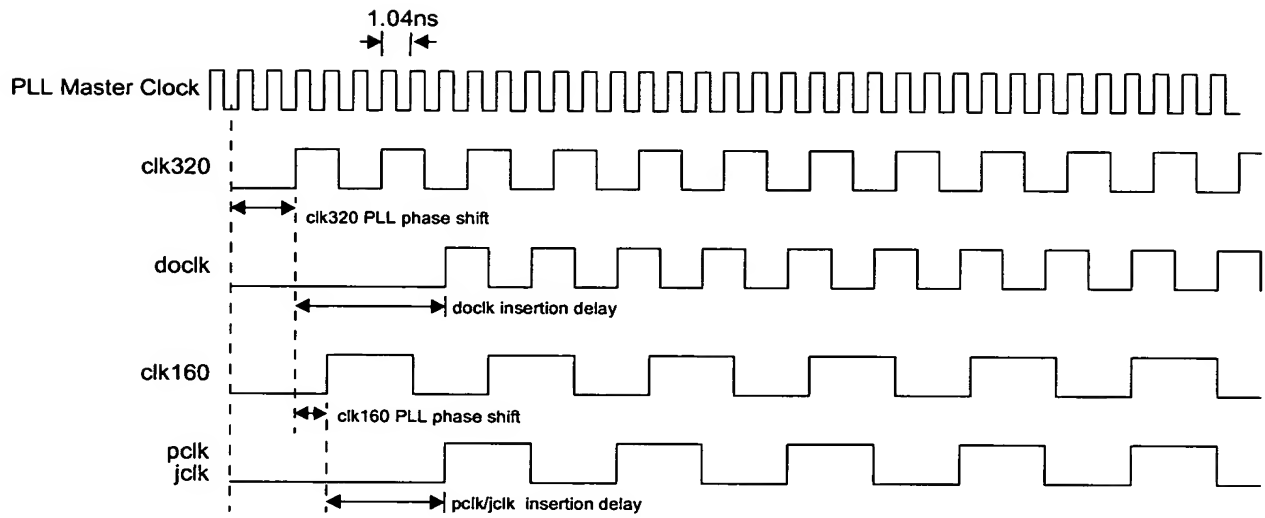 1.04ns
PLL Master Clock
clk320
clk320 PLL phase shift
doclk
doclk insertion delay
clk160
clk160 PLL phase shift
pclk
jclk
pclk/jclk insertion delay